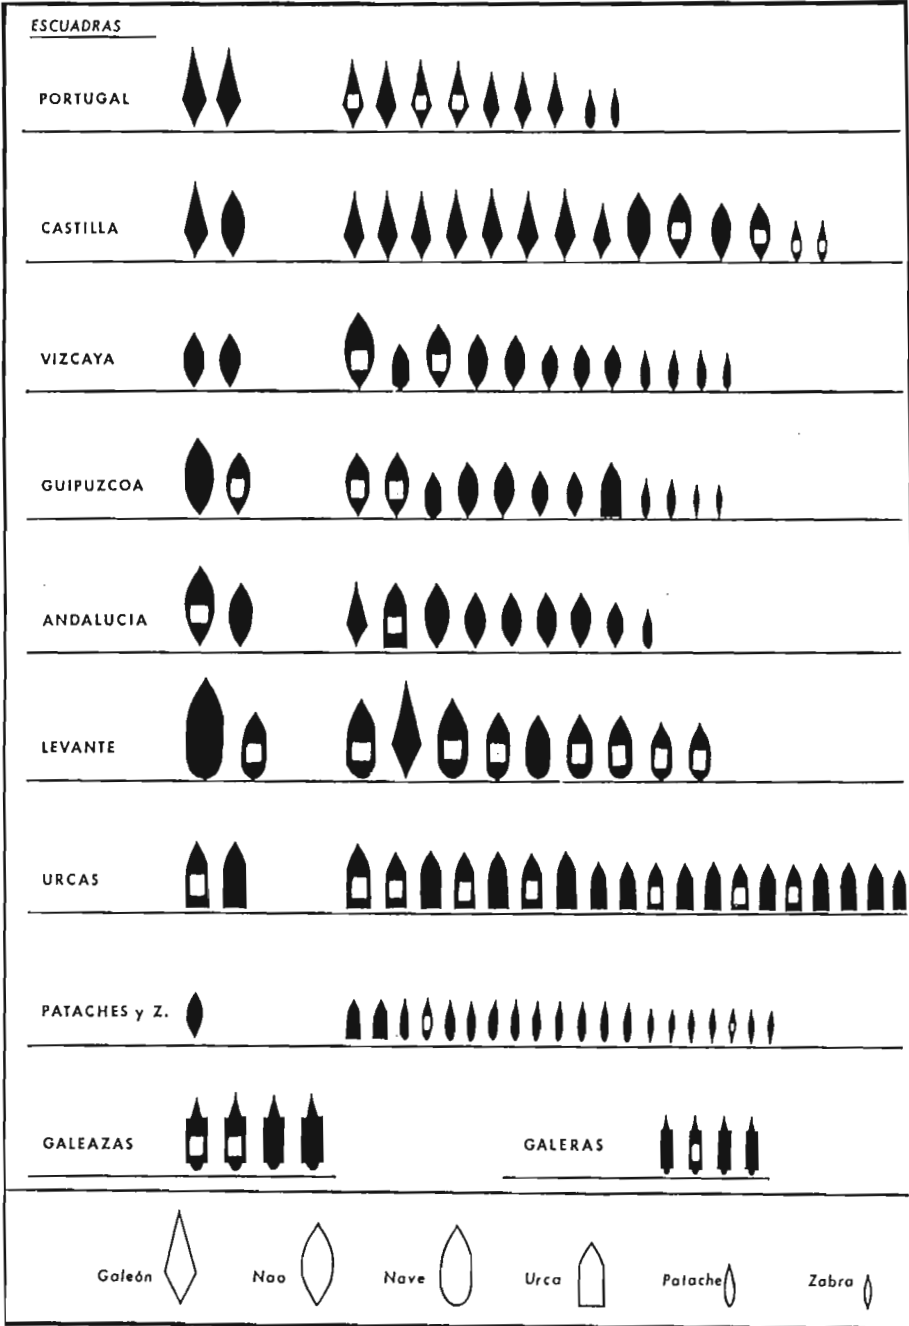 ESCUADRAS
PORTUGAL
CASTILLA
VIZCAYA
GUIPUZCOA
ANDALUCIA
LEVANTE
URCAS
PATACHES y Z.
GALEAZAS GALERAS
Galeón Nao Nave Urca Patache Zabra